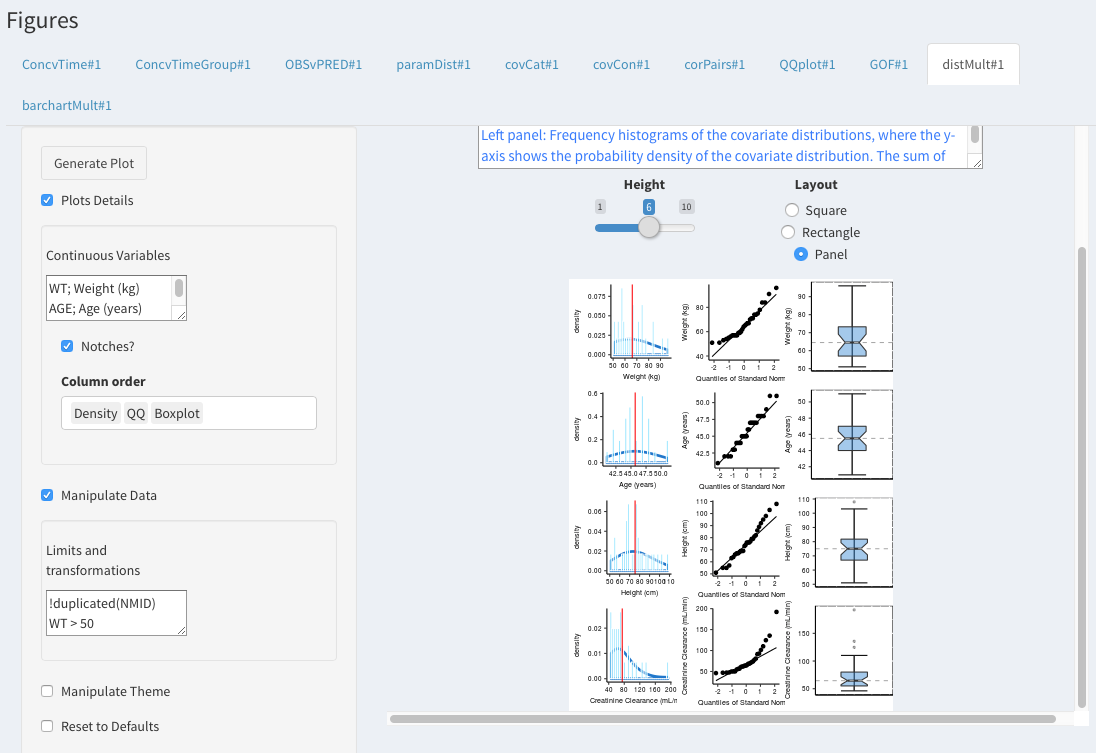 Figures
ConcvTime#1 ConcvTimeGroup#1 OBSvPRED#1 paramDist#1 covCat#1 covCon#1 corPairs#1 QQplot#1 GOF#1 distMult#1
barchartMult#1
Generate Plot
Plots Details
Continuous Variables
WT; Weight (kg)
AGE; Age (years)
Notches?
Column order
Density QQ Boxplot
Manipulate Data
Limits and
transformations
!duplicated(NMID)
WT > 50
Manipulate Theme
Reset to Defaults
Left panel: Frequency histograms of the covariate distributions, where the y-
axis shows the probability density of the covariate distribution. The sum of
Height
1 6 10
Layout
Square
Rectangle
Panel
density
0.075
0.050
0.025
0.000
50 60 70 80 90
Weight (kg)
Weight (kg)
80
60
40
-2 -1 0 1 2
Quantiles of Standard Norm
Weight (kg)
90
80
70
60
50
density
0.6
0.4
0.2
0.0
42.5 45.0 47.5 50.0
Age (years)
Age (years)
50.0
47.5
45.0
42.5
-2 -1 0 1 2
Quantiles of Standard Norm
Age (years)
50
48
46
44
42
density
0.06
0.04
0.02
0.00
50 60 70 80 90 100 110
Height (cm)
Height (cm)
110
100
90
80
70
60
50
-2 -1 0 1 2
Quantiles of Standard Norm
Height (cm)
110
100
90
80
70
60
50
density
0.02
0.01
0.00
40 80 120 160 200
Creatinine Clearance (mL/n
Creatinine Clearance (mL/min)
200
150
100
50
-2 -1 0 1 2
Quantiles of Standard Norm
Creatinine Clearance (mL/min)
150
100
50